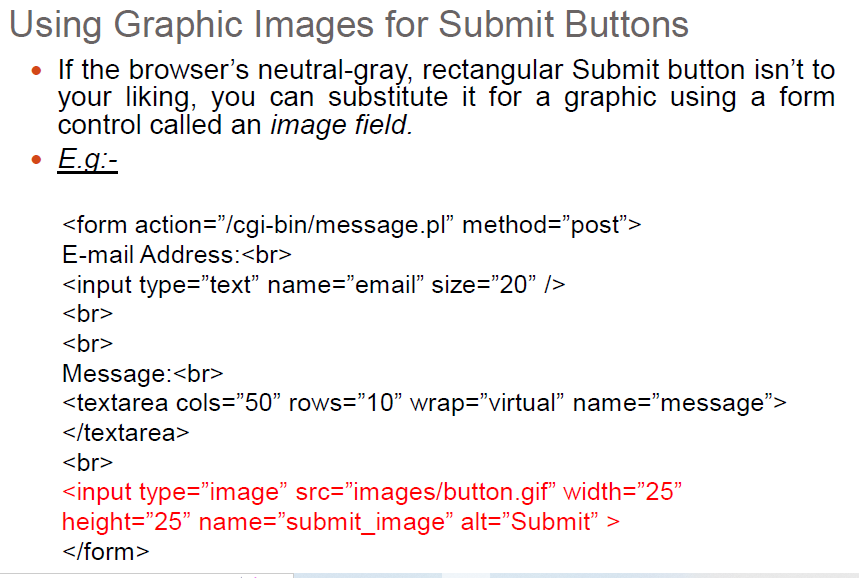 Using Graphic Images for Submit Buttons
• If the browser’s neutral-gray, rectangular Submit button isn’t to
your liking, you can substitute it for a graphic using a form
control called an image field.
• E.g:-
<form action=”/cgi-bin/message.pl” method=”post”>
E-mail Address:<br>
<input type=”text” name=”email” size=”20” />
<br>
<br>
Message:<br>
<textarea cols=”50” rows=”10” wrap=”virtual” name=”message”>
</textarea>
<br>
<input type=”image” src=”images/button.gif” width=”25”
height=”25” name=”submit_image” alt=”Submit” >
</form>